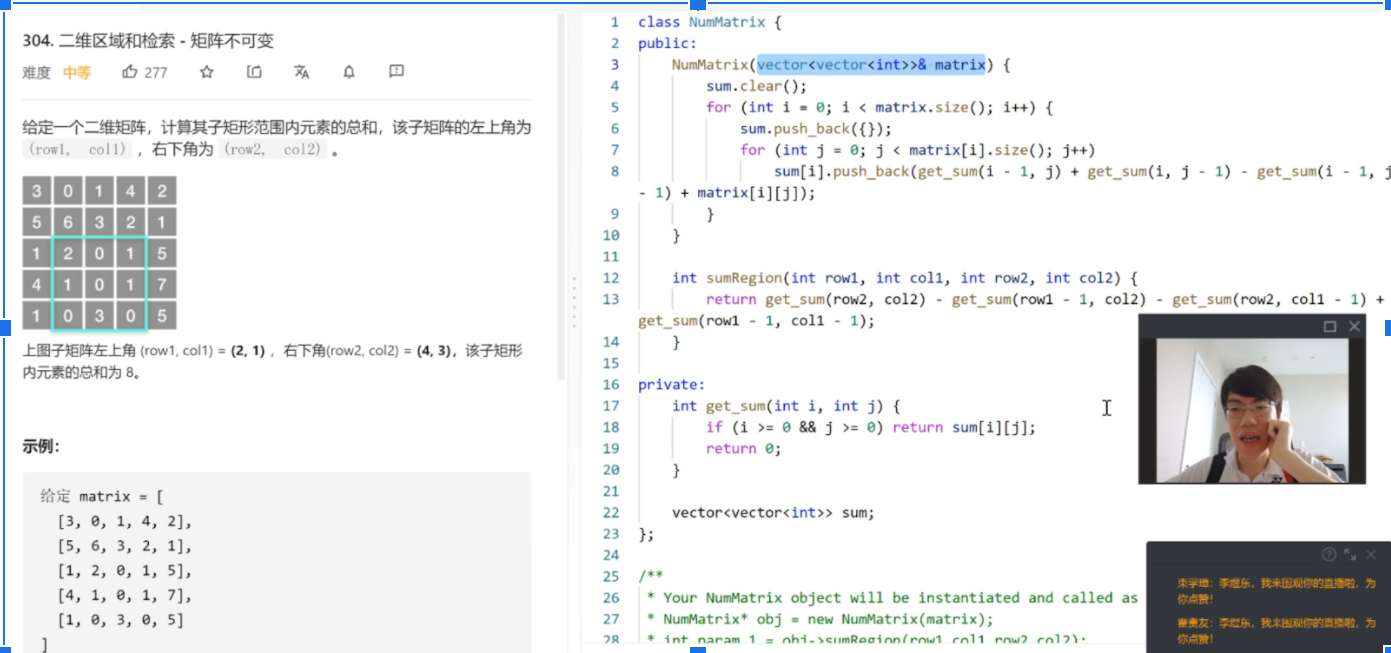 304. 二维区域和检索 - 矩阵不可变
难度 中等 277
给定一个二维矩阵，计算其子矩形范围内元素的总和，该子矩阵的左上角为
(row1, col1) ，右下角为 (row2, col2) 。
3 0 1 4 2
5 6 3 2 1
1 2 0 1 5
4 1 0 1 7
1 0 3 0 5
上图子矩阵左上角 (row1, col1) = (2, 1) ，右下角(row2, col2) = (4, 3)，该子矩形
内元素的总和为 8。
示例：
给定 matrix = [
[3, 0, 1, 4, 2],
[5, 6, 3, 2, 1],
[1, 2, 0, 1, 5],
[4, 1, 0, 1, 7],
[1, 0, 3, 0, 5]
]
1 class NumMatrix {
2 public:
3 NumMatrix(vector<vector<int>>& matrix) {
4 sum.clear();
5 for (int i = 0; i < matrix.size(); i++) {
6 sum.push_back({});
7 for (int j = 0; j < matrix[i].size(); j++)
8 sum[i].push_back(get_sum(i - 1, j) + get_sum(i, j - 1) - get_sum(i - 1, j
- 1) + matrix[i][j]);
9 }
10 }
11
12 int sumRegion(int row1, int col1, int row2, int col2) {
13 return get_sum(row2, col2) - get_sum(row1 - 1, col2) - get_sum(row2, col1 - 1) +
get_sum(row1 - 1, col1 - 1);
14 }
15
16 private:
17 int get_sum(int i, int j) {
18 if (i >= 0 && j >= 0) return sum[i][j];
19 return 0;
20 }
21
22 vector<vector<int>> sum;
23 };
24
25 /**
26 * Your NumMatrix object will be instantiated and called as
27 * NumMatrix* obj = new NumMatrix(matrix);
28 * int param_1 = obj->sumRegion(row1,col1,row2,col2);
束学璋：李煜东，我来围观你的直播啦，为
你点赞！
秦贵友：李煜东，我来围观你的直播啦，为
你点赞！